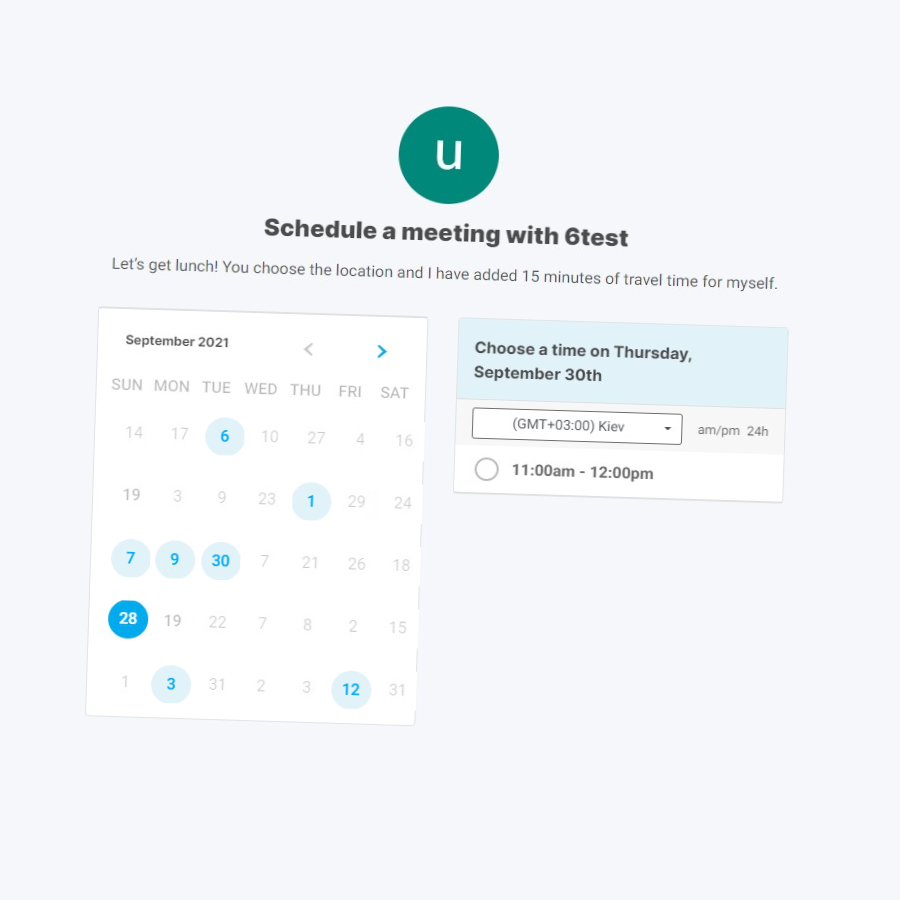 u
Schedule a meeting with 6test
Let's get lunch! You choose the location and I have added 15 minutes of travel time for myself.
September 2021
SUN MON TUE WED THU FRI SAT
14 17 6 10 27 4 16
19 3 9 23 1 29 24
7 9 30 7 21 26 18
28 19 22 7 8 2 15
1 3 31 2 3 12 31
Choose a time on Thursday,
September 30th
(GMT+03:00) Kiev am/pm 24h
11:00am - 12:00pm